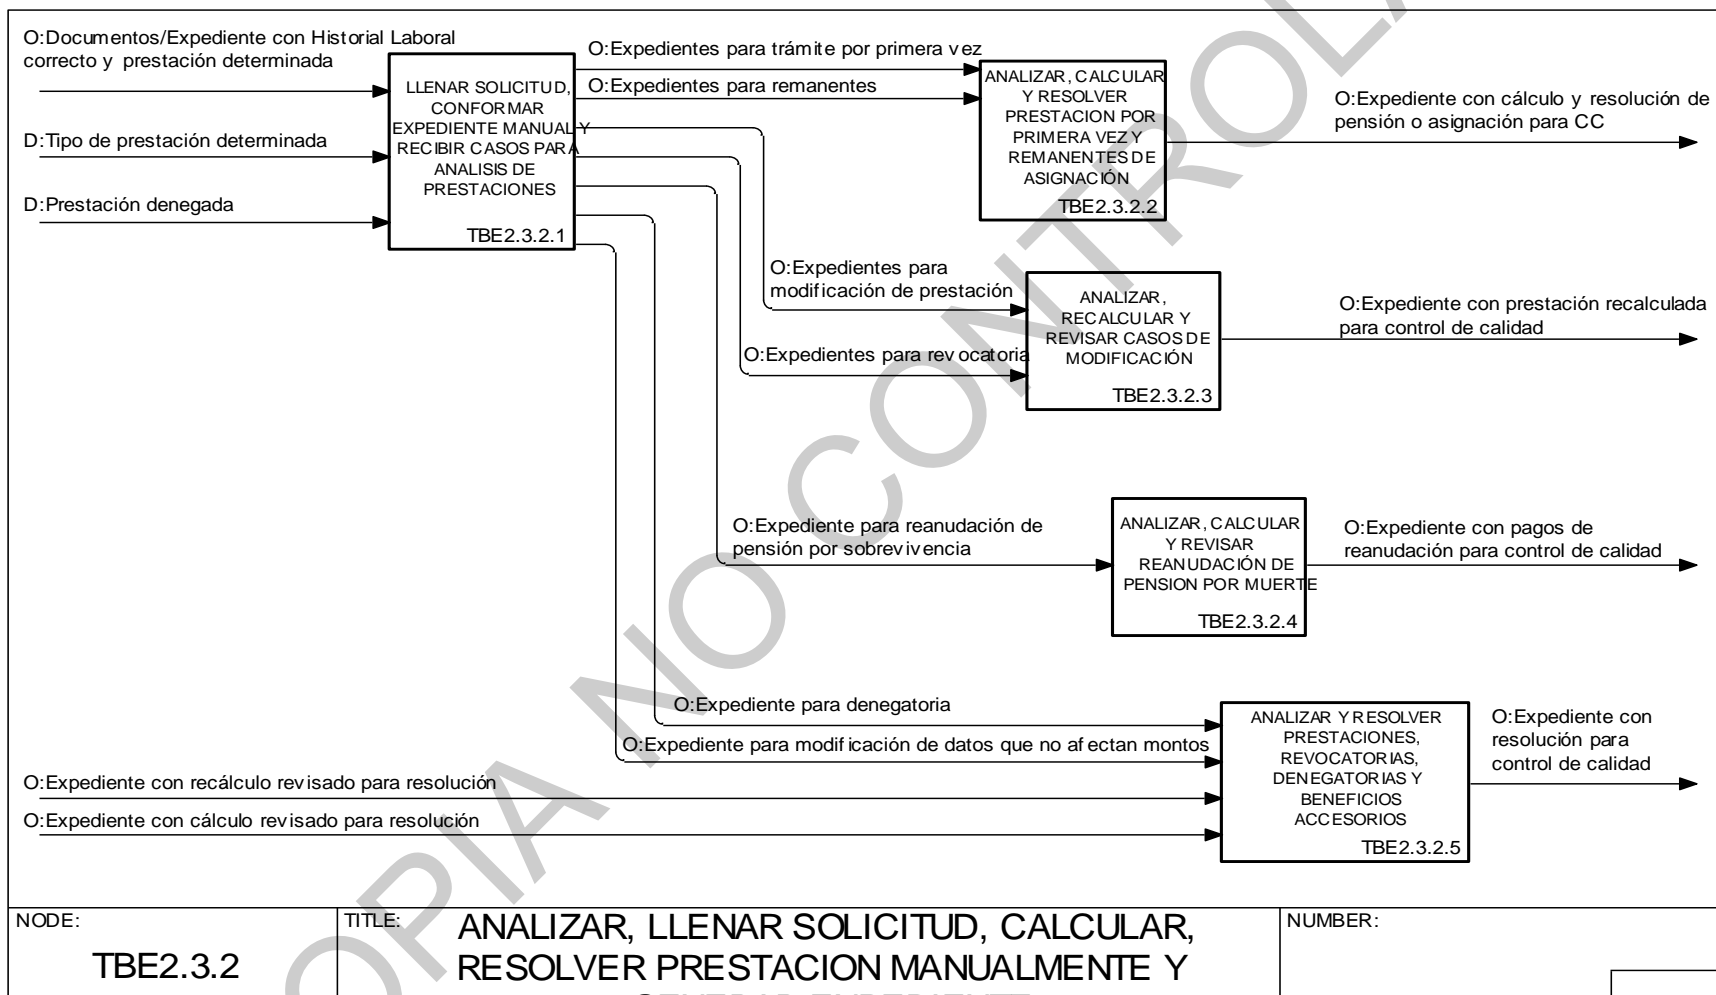 O:Documentos/Expediente con Historial Laboral
correcto y prestación determinada
D:Tipo de prestación determinada
D:Prestación denegada
LLENAR SOLICITUD,
CONFORMAR
EXPEDIENTE MANUAL Y
RECIBIR CASOS PARA
ANALISIS DE
PRESTACIONES
TBE2.3.2.1
O:Expedientes para trámite por primera vez
O:Expedientes para remanentes
ANALIZAR, CALCULAR
Y RESOLVER
PRESTACION POR
PRIMERA VEZ Y
REMANENTES DE
ASIGNACIÓN
TBE2.3.2.2
O:Expediente con cálculo y resolución de
pensión o asignación para CC
O:Expedientes para
modificación de prestación
O:Expedientes para revocatoria
ANALIZAR,
RECALCULAR Y
REVISAR CASOS DE
MODIFICACIÓN
TBE2.3.2.3
O:Expediente con prestación recalculada
para control de calidad
O:Expediente para reanudación de
pensión por sobrevivencia
ANALIZAR, CALCULAR
Y REVISAR
REANUDACIÓN DE
PENSION POR MUERTE
TBE2.3.2.4
O:Expediente con pagos de
reanudación para control de calidad
O:Expediente para denegatoria
O:Expediente para modificación de datos que no afectan montos
O:Expediente con recálculo revisado para resolución
O:Expediente con cálculo revisado para resolución
ANALIZAR Y RESOLVER
PRESTACIONES,
REVOCATORIAS,
DENEGATORIAS Y
BENEFICIOS
ACCESORIOS
TBE2.3.2.5
O:Expediente con
resolución para
control de calidad
NODE:
TBE2.3.2
TITLE:
ANALIZAR, LLENAR SOLICITUD, CALCULAR,
RESOLVER PRESTACION MANUALMENTE Y
NUMBER:
OPIA NO CONTROL